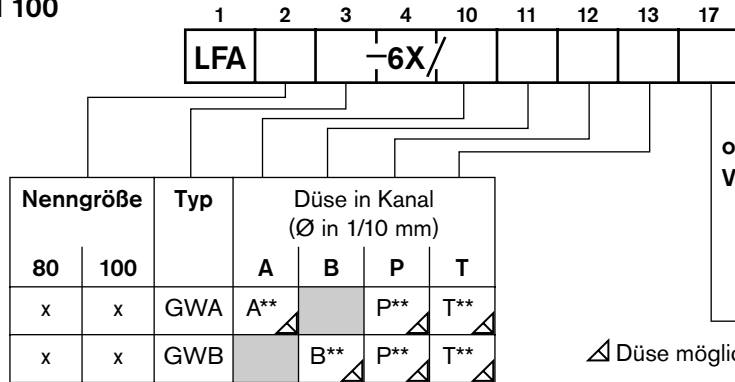 100
1 2 3 4 10 11 12 13 17
LFA –6X/
Nenngröße Typ Düse in Kanal
(Ø in 1/10 mm)
80 100 A B P T
x x GWA A** P** T**
x x GWB B** P** T**
Düse